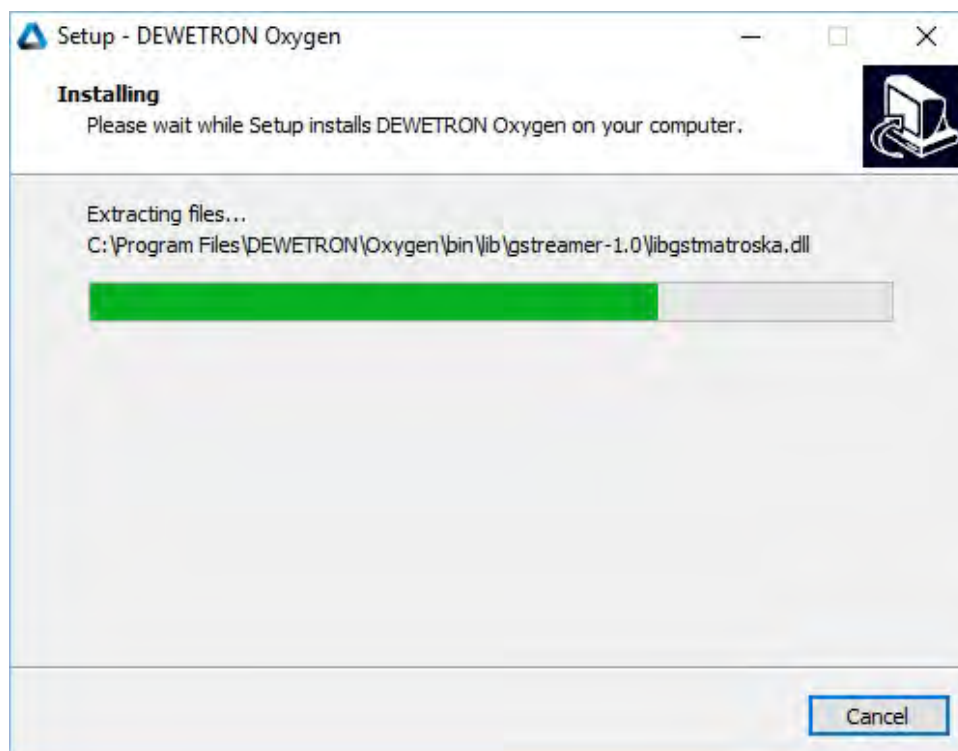 Setup - DEWETRON Oxygen
Installing
Please wait while Setup installs DEWETRON Oxygen on your computer.
Extracting files...
C:\Program Files\DEWETRON\Oxygen\bin\lib\gstreamer-1.0\libgstmatroska.dll
Cancel